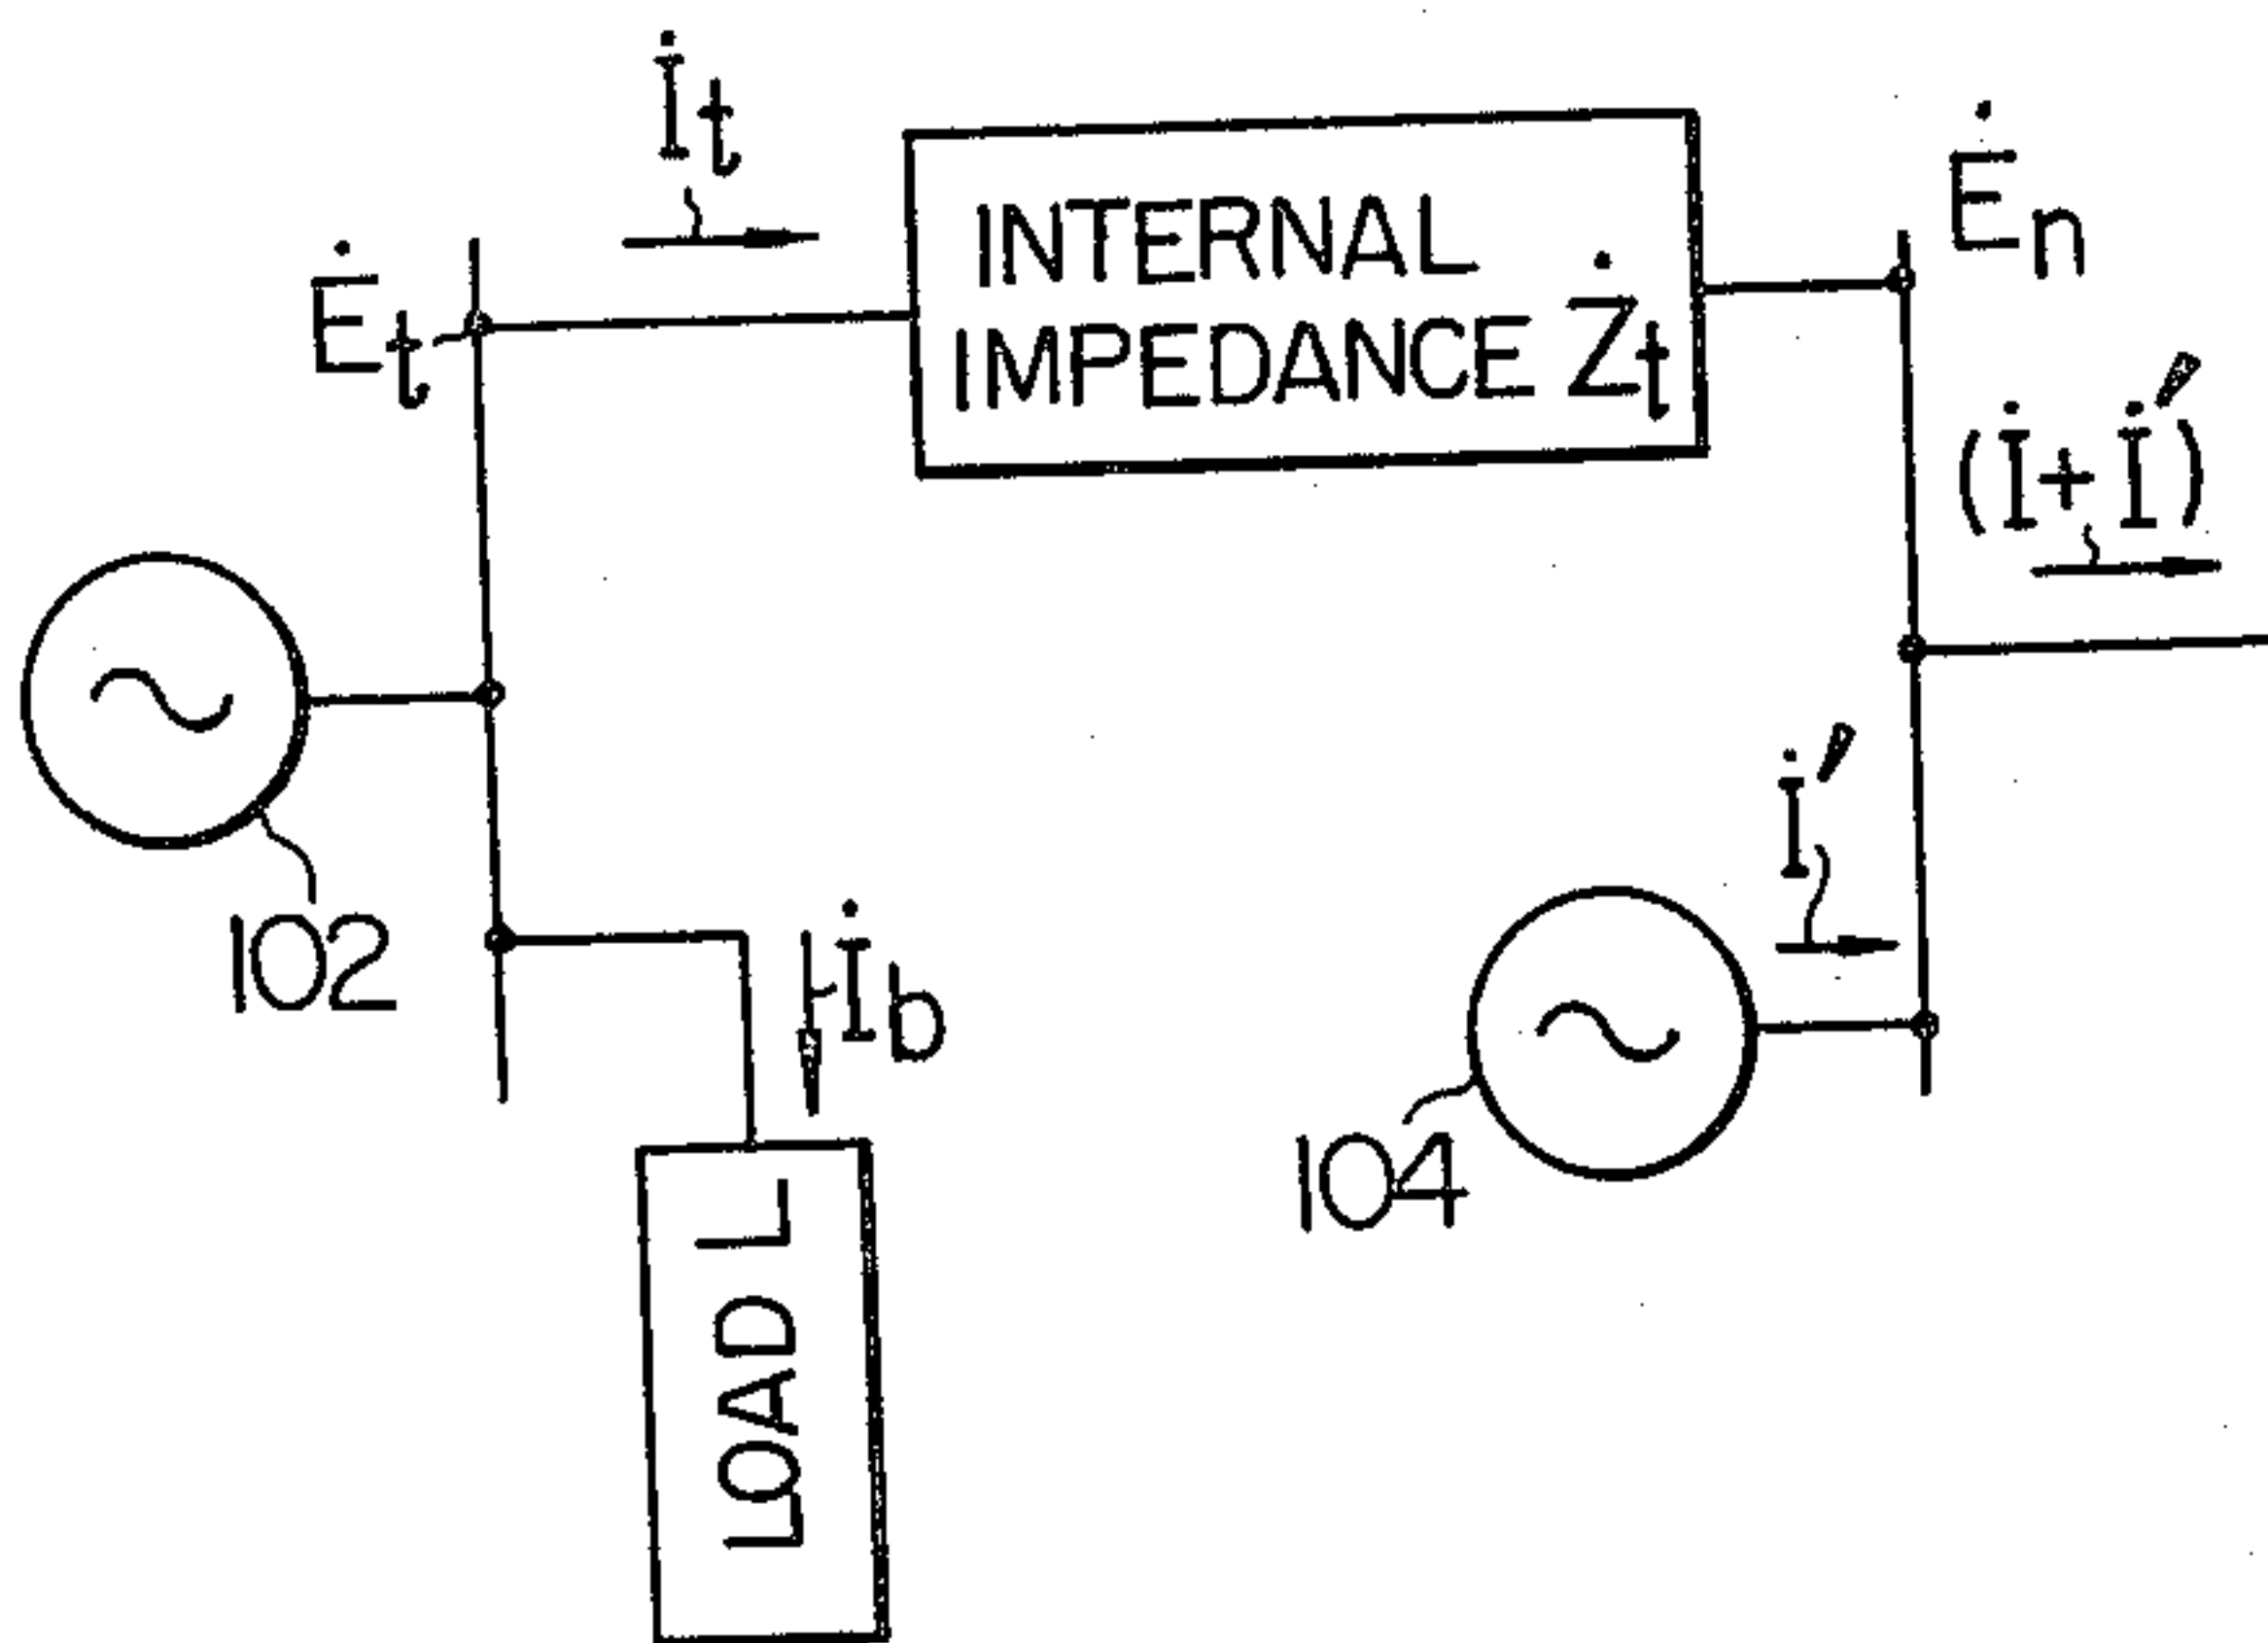 İt
Ėt
INTERNAL
IMPEDANCE Żt
Ėn
(İ+İ′)
102
İb
İ′
104
LOAD L